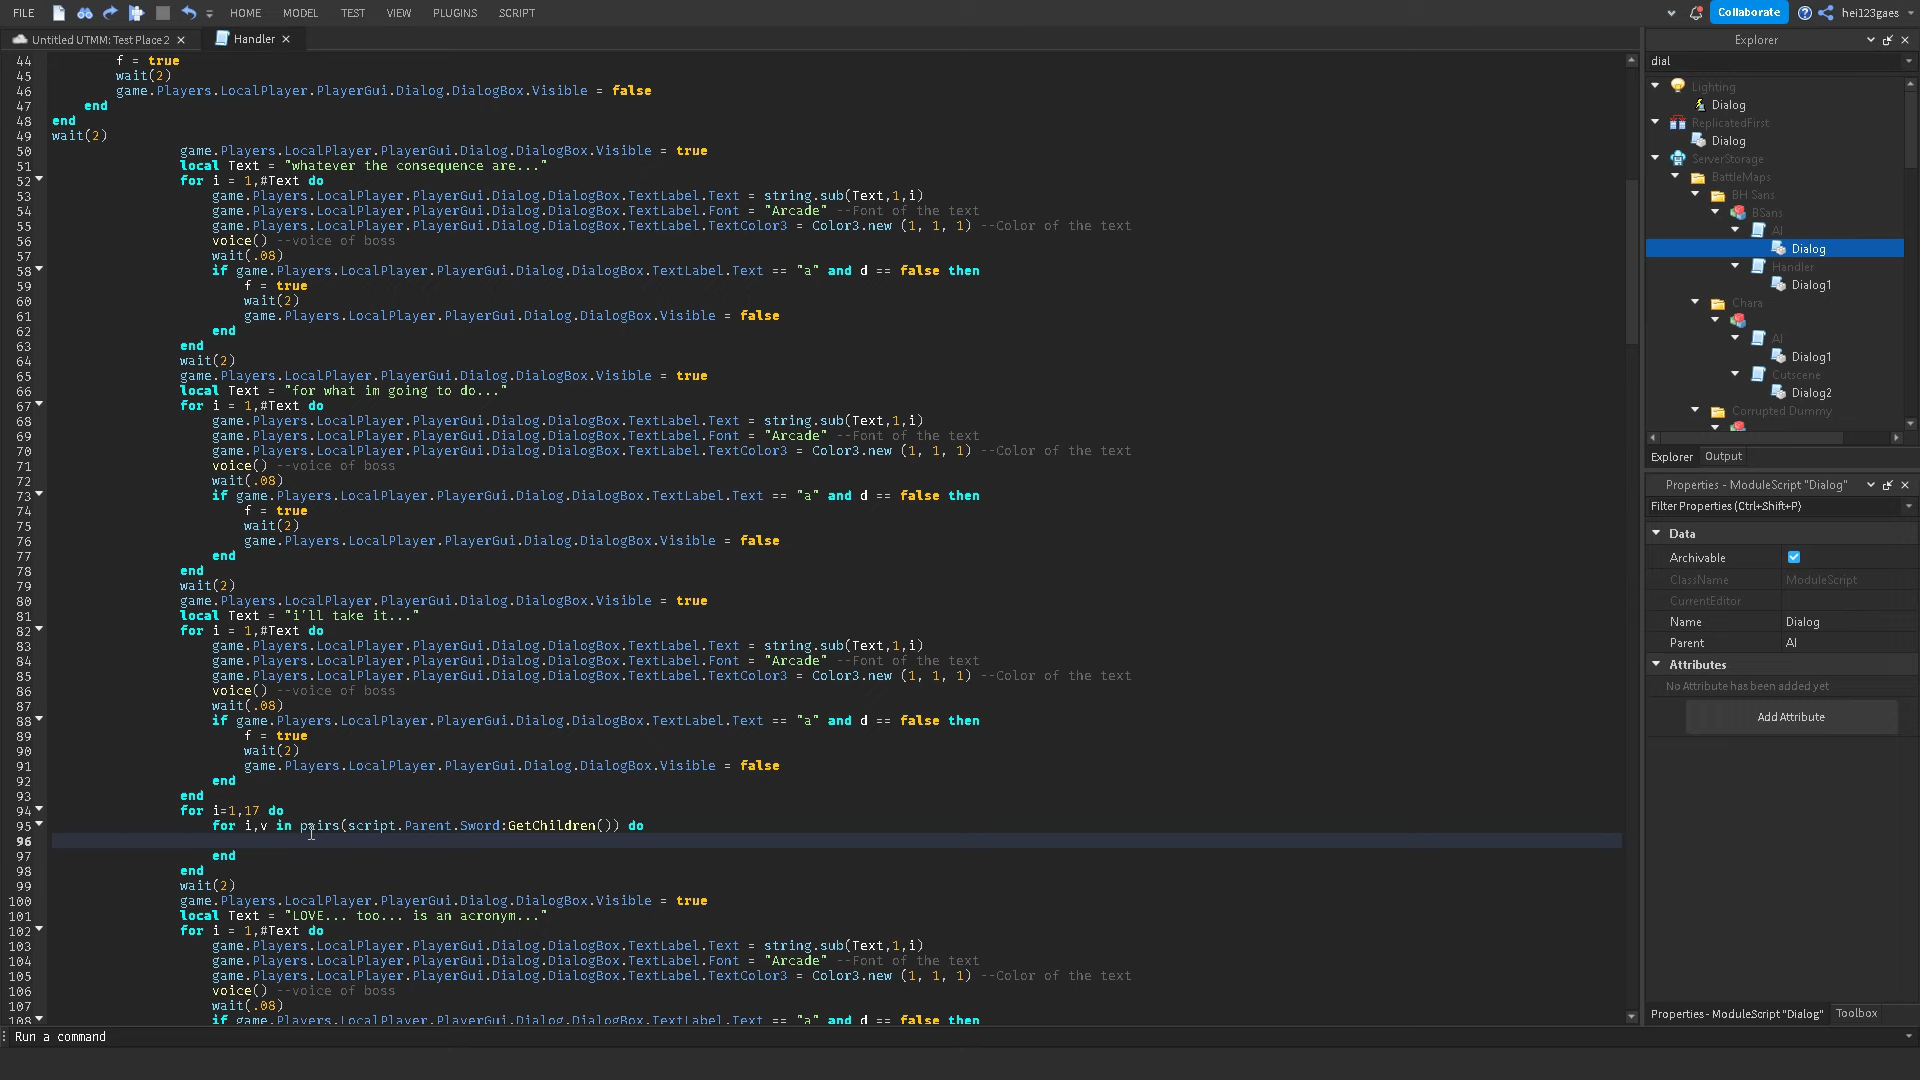 FILE HOME MODEL TEST VIEW PLUGINS SCRIPT Collaborate hei123gaes
Untitled UTMM: Test Place 2 Handler
44 f = true
45 wait(2)
46 game.Players.LocalPlayer.PlayerGui.Dialog.DialogBox.Visible = false
47 end
48 end
49 wait(2)
50 game.Players.LocalPlayer.PlayerGui.Dialog.DialogBox.Visible = true
51 local Text = "whatever the consequence are..."
52 for i = 1,#Text do
53 game.Players.LocalPlayer.PlayerGui.Dialog.DialogBox.TextLabel.Text = string.sub(Text,1,i)
54 game.Players.LocalPlayer.PlayerGui.Dialog.DialogBox.TextLabel.Font = "Arcade" --Font of the text
55 game.Players.LocalPlayer.PlayerGui.Dialog.DialogBox.TextLabel.TextColor3 = Color3.new (1, 1, 1) --Color of the text
56 voice() --voice of boss
57 wait(.08)
58 if game.Players.LocalPlayer.PlayerGui.Dialog.DialogBox.TextLabel.Text == "a" and d == false then
59 f = true
60 wait(2)
61 game.Players.LocalPlayer.PlayerGui.Dialog.DialogBox.Visible = false
62 end
63 end
64 wait(2)
65 game.Players.LocalPlayer.PlayerGui.Dialog.DialogBox.Visible = true
66 local Text = "for what im going to do..."
67 for i = 1,#Text do
68 game.Players.LocalPlayer.PlayerGui.Dialog.DialogBox.TextLabel.Text = string.sub(Text,1,i)
69 game.Players.LocalPlayer.PlayerGui.Dialog.DialogBox.TextLabel.Font = "Arcade" --Font of the text
70 game.Players.LocalPlayer.PlayerGui.Dialog.DialogBox.TextLabel.TextColor3 = Color3.new (1, 1, 1) --Color of the text
71 voice() --voice of boss
72 wait(.08)
73 if game.Players.LocalPlayer.PlayerGui.Dialog.DialogBox.TextLabel.Text == "a" and d == false then
74 f = true
75 wait(2)
76 game.Players.LocalPlayer.PlayerGui.Dialog.DialogBox.Visible = false
77 end
78 end
79 wait(2)
80 game.Players.LocalPlayer.PlayerGui.Dialog.DialogBox.Visible = true
81 local Text = "i'll take it..."
82 for i = 1,#Text do
83 game.Players.LocalPlayer.PlayerGui.Dialog.DialogBox.TextLabel.Text = string.sub(Text,1,i)
84 game.Players.LocalPlayer.PlayerGui.Dialog.DialogBox.TextLabel.Font = "Arcade" --Font of the text
85 game.Players.LocalPlayer.PlayerGui.Dialog.DialogBox.TextLabel.TextColor3 = Color3.new (1, 1, 1) --Color of the text
86 voice() --voice of boss
87 wait(.08)
88 if game.Players.LocalPlayer.PlayerGui.Dialog.DialogBox.TextLabel.Text == "a" and d == false then
89 f = true
90 wait(2)
91 game.Players.LocalPlayer.PlayerGui.Dialog.DialogBox.Visible = false
92 end
93 end
94 for i=1,17 do
95 for i,v in pairs(script.Parent.Sword:GetChildren()) do
96
97 end
98 end
99 wait(2)
100 game.Players.LocalPlayer.PlayerGui.Dialog.DialogBox.Visible = true
101 local Text = "LOVE... too... is an acronym..."
102 for i = 1,#Text do
103 game.Players.LocalPlayer.PlayerGui.Dialog.DialogBox.TextLabel.Text = string.sub(Text,1,i)
104 game.Players.LocalPlayer.PlayerGui.Dialog.DialogBox.TextLabel.Font = "Arcade" --Font of the text
105 game.Players.LocalPlayer.PlayerGui.Dialog.DialogBox.TextLabel.TextColor3 = Color3.new (1, 1, 1) --Color of the text
106 voice() --voice of boss
107 wait(.08)
108 if game.Players.LocalPlayer.PlayerGui.Dialog.DialogBox.TextLabel.Text == "a" and d == false then
Run a command
Explorer
dial
Lighting
Dialog
ReplicatedFirst
Dialog
ServerStorage
BattleMaps
BH Sans
BSans
AI
Dialog
Handler
Dialog1
Chara
AI
Dialog1
Cutscene
Dialog2
Corrupted Dummy
Explorer Output
Properties - ModuleScript "Dialog"
Filter Properties (Ctrl+Shift+P)
Data
Archivable
ClassName ModuleScript
CurrentEditor
Name Dialog
Parent AI
Attributes
No Attribute has been added yet
Add Attribute
Properties - ModuleScript "Dialog" Toolbox